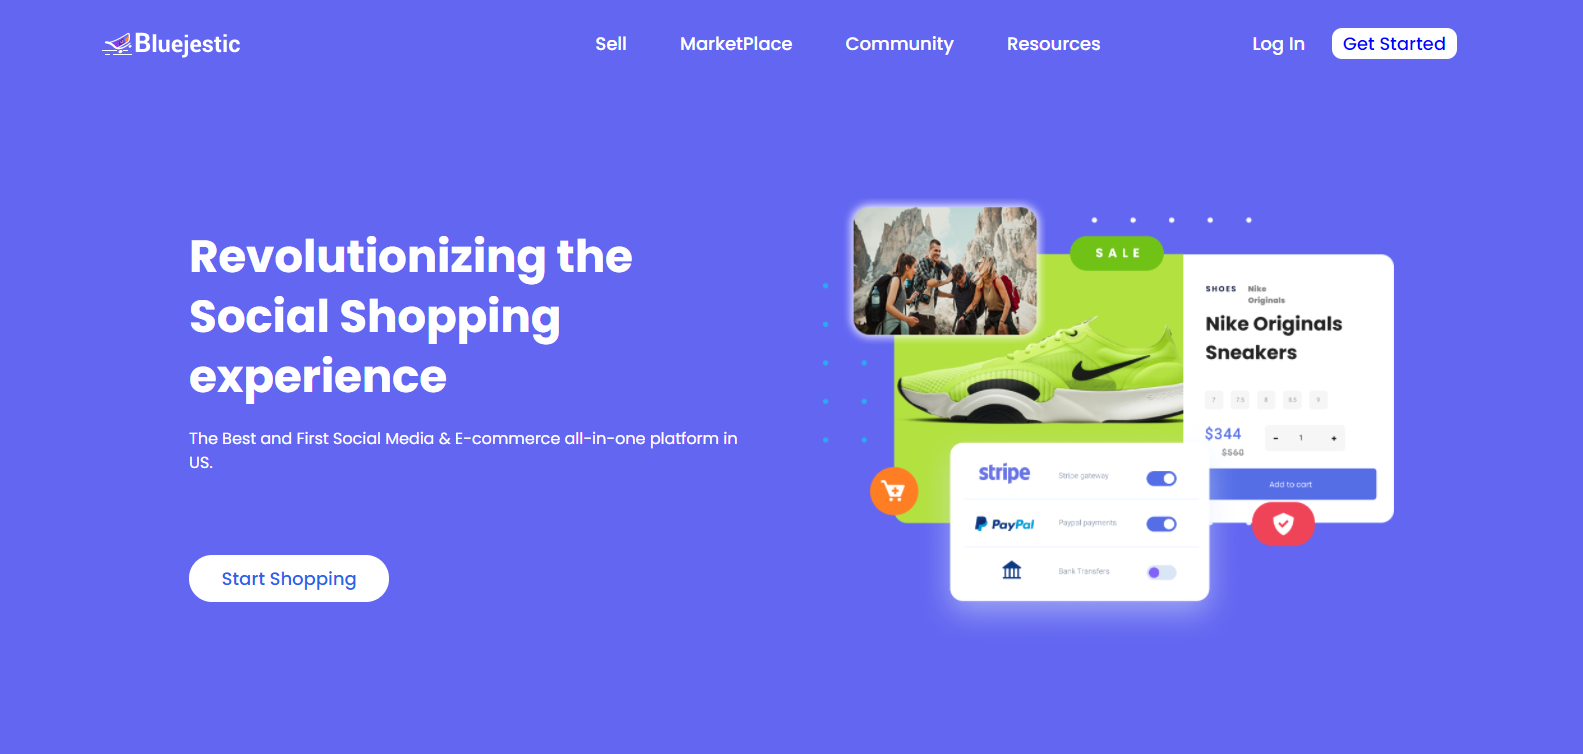 Bluejestic
Sell
MarketPlace
Community
Resources
Log In
Get Started
Revolutionizing the
Social Shopping
experience
The Best and First Social Media & E-commerce all-in-one platform in
US.
Start Shopping
SALE
SHOES
Nike
Originals
Nike Originals
Sneakers
7
7.5
8
8.5
9
$344
- 1 +
$560
Add to cart
stripe
Stripe gateway
PayPal
Paypal payments
Bank Transfers